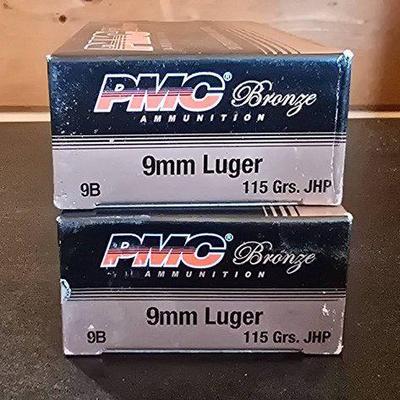 PMC® Bronze
AMMUNITION
9mm Luger
9B 115 Grs. JHP
PMC® Bronze
AMMUNITION
9mm Luger
9B 115 Grs. JHP